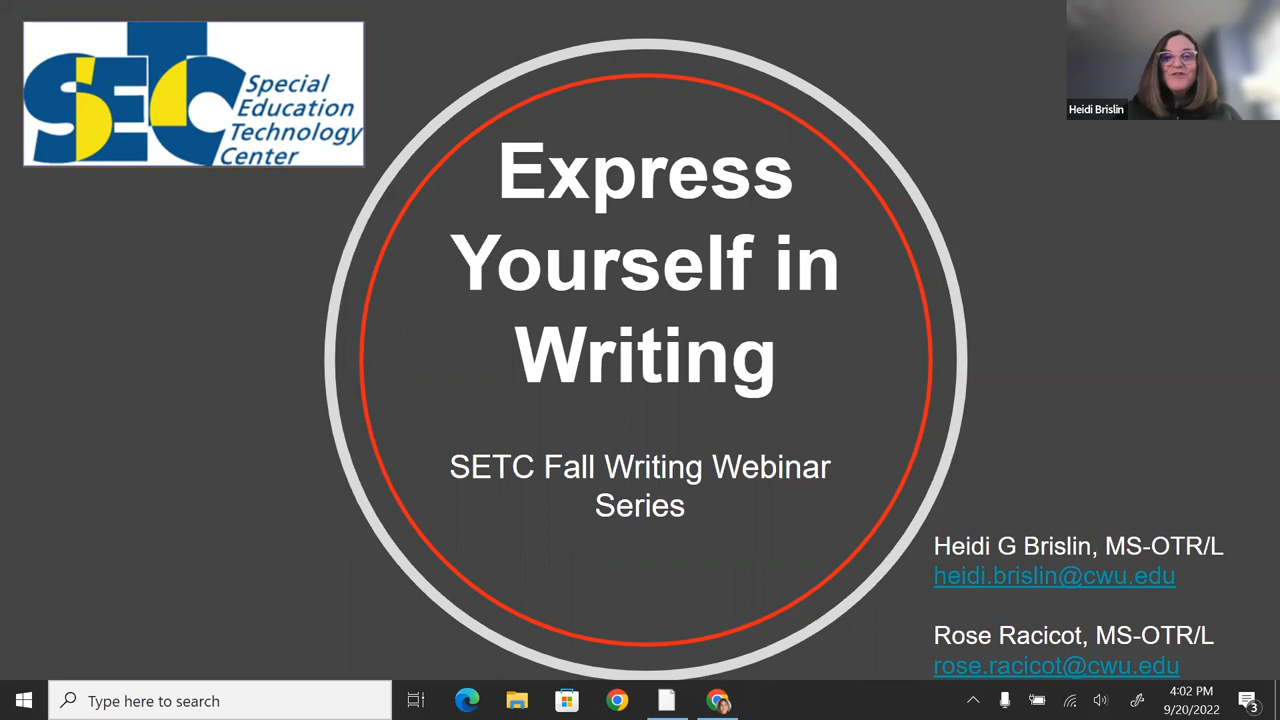 SETC
Special
Education
Technology
Center
Heidi Brislin
Express
Yourself in
Writing
SETC Fall Writing Webinar
Series
Heidi G Brislin, MS-OTR/L
heidi.brislin@cwu.edu
Rose Racicot, MS-OTR/L
rose.racicot@cwu.edu
Type here to search
4:02 PM
9/20/2022
3